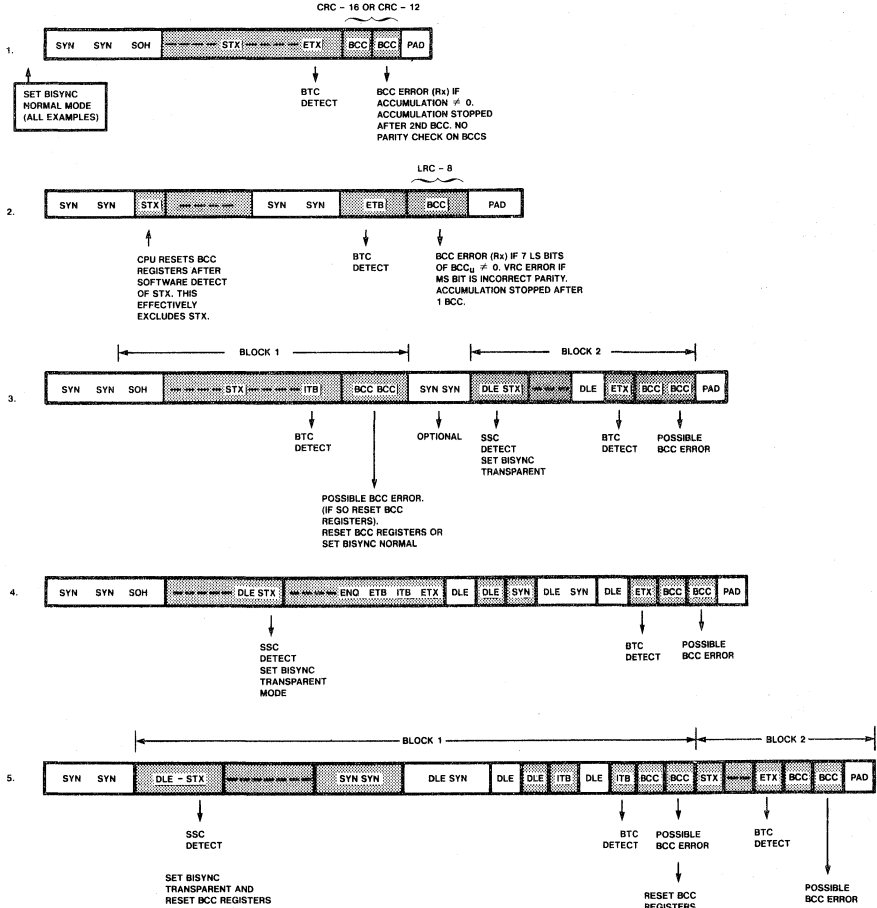 CRC - 16 OR CRC - 12
1. SYN SYN SOH ----- STX ----- ETX BCC BCC PAD
SET BISYNC
NORMAL MODE
(ALL EXAMPLES)
BTC
DETECT
BCC ERROR (Rx) IF
ACCUMULATION ≠ 0.
ACCUMULATION STOPPED
AFTER 2ND BCC. NO
PARITY CHECK ON BCCS
LRC - 8
2. SYN SYN STX ---- SYN SYN ETB BCC PAD
CPU RESETS BCC
REGISTERS AFTER
SOFTWARE DETECT
OF STX. THIS
EFFECTIVELY
EXCLUDES STX.
BTC
DETECT
BCC ERROR (Rx) IF 7 LS BITS
OF BCCu ≠ 0. VRC ERROR IF
MS BIT IS INCORRECT PARITY.
ACCUMULATION STOPPED AFTER
1 BCC.
BLOCK 1 BLOCK 2
3. SYN SYN SOH ----- STX ----- ITB BCC BCC SYN SYN DLE STX --- DLE ETX BCC BCC PAD
BTC
DETECT
OPTIONAL
SSC
DETECT
SET BISYNC
TRANSPARENT
BTC
DETECT
POSSIBLE
BCC ERROR
POSSIBLE BCC ERROR.
(IF SO RESET BCC
REGISTERS).
RESET BCC REGISTERS OR
SET BISYNC NORMAL
4. SYN SYN SOH ----- DLE STX ----- ENQ ETB ITB ETX DLE DLE SYN DLE SYN DLE ETX BCC BCC PAD
SSC
DETECT
SET BISYNC
TRANSPARENT
MODE
BTC
DETECT
POSSIBLE
BCC ERROR
BLOCK 1 BLOCK 2
5. SYN SYN DLE - STX ------- SYN SYN DLE SYN DLE DLE ITB DLE ITB BCC BCC STX -- ETX BCC BCC PAD
SSC
DETECT
SET BISYNC
TRANSPARENT AND
RESET BCC REGISTERS
BTC
DETECT
POSSIBLE
BCC ERROR
RESET BCC
REGISTERS
BTC
DETECT
POSSIBLE
BCC ERROR